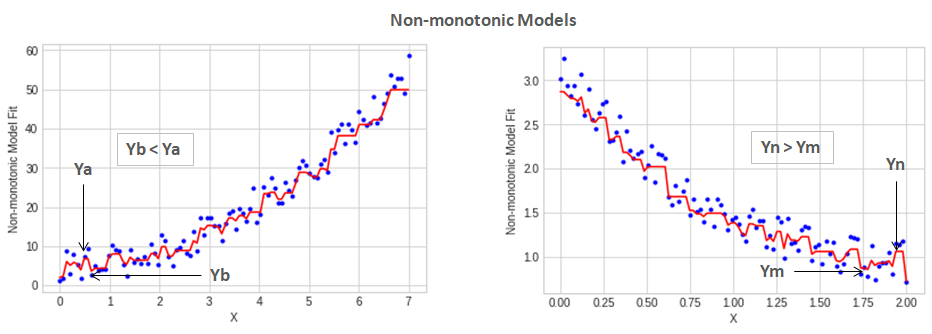 Non-monotonic Models
Non-monotonic Model Fit
60
50
40
30
20
10
0
0
1
2
3
4
5
6
7
X
Yb < Ya
Ya
Yb
Non-monotonic Model Fit
3.0
2.5
2.0
1.5
1.0
0.00
0.25
0.50
0.75
1.00
1.25
1.50
1.75
2.00
X
Yn > Ym
Yn
Ym